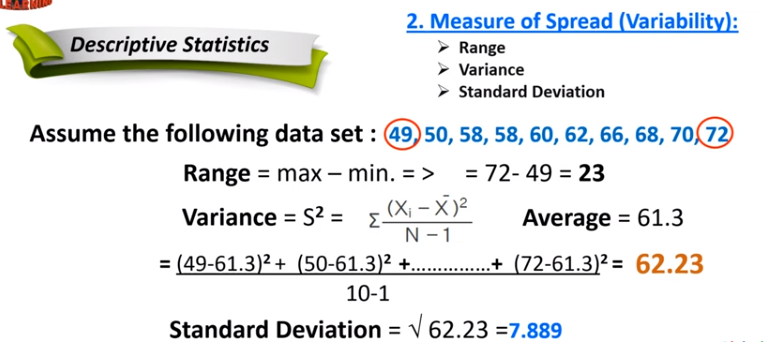 LEARNING
Descriptive Statistics
2. Measure of Spread (Variability):
➢ Range
➢ Variance
➢ Standard Deviation
Assume the following data set : 49, 50, 58, 58, 60, 62, 66, 68, 70, 72
Range = max – min. = > = 72- 49 = 23
Variance = S² = Σ (Xᵢ – X̄)² / N – 1 Average = 61.3
= (49-61.3)² + (50-61.3)² +...............+ (72-61.3)² = 62.23
10-1
Standard Deviation = √ 62.23 =7.889